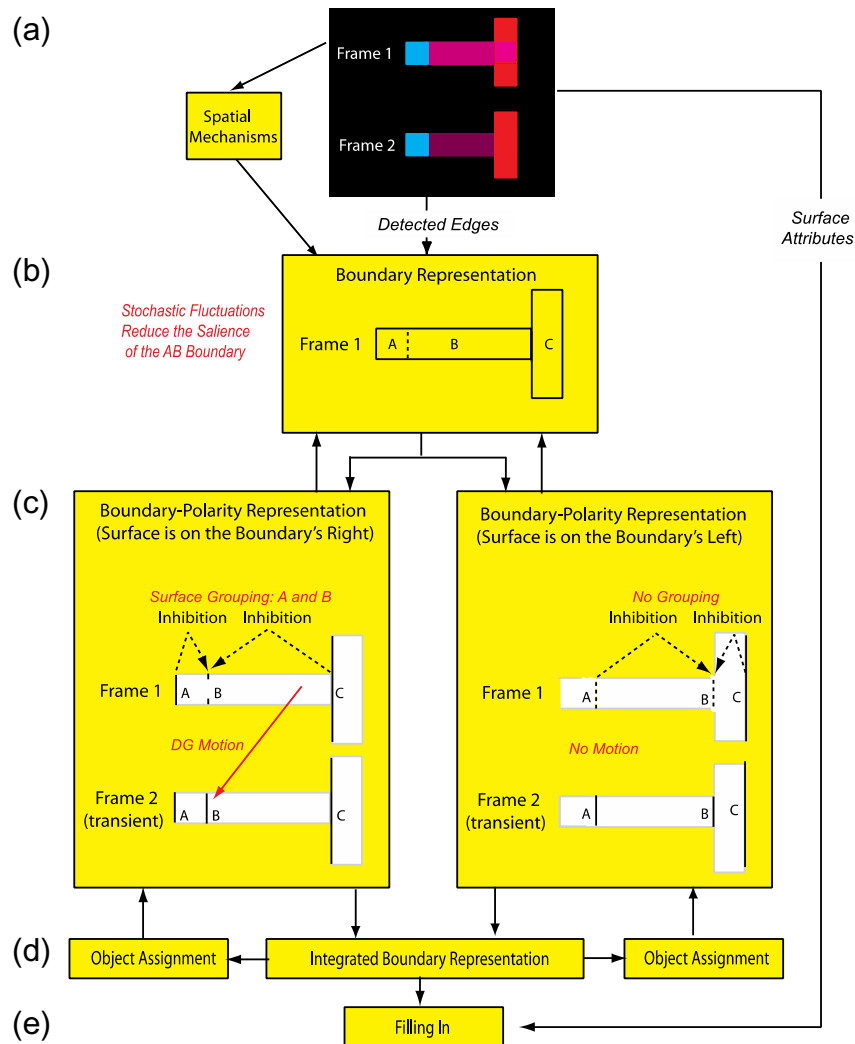 (a)
Frame 1
Spatial
Mechanisms
Frame 2
Detected Edges
Surface
Attributes
(b)
Boundary Representation
Stochastic Fluctuations
Reduce the Salience
of the AB Boundary
Frame 1
A
B
C
(c)
Boundary-Polarity Representation
(Surface is on the Boundary's Right)
Surface Grouping: A and B
Inhibition Inhibition
Frame 1
A B C
DG Motion
Frame 2
(transient)
A B C
Boundary-Polarity Representation
(Surface is on the Boundary's Left)
No Grouping
Inhibition Inhibition
Frame 1
A B C
No Motion
Frame 2
(transient)
A B C
(d)
Object Assignment
Integrated Boundary Representation
Object Assignment
(e)
Filling In